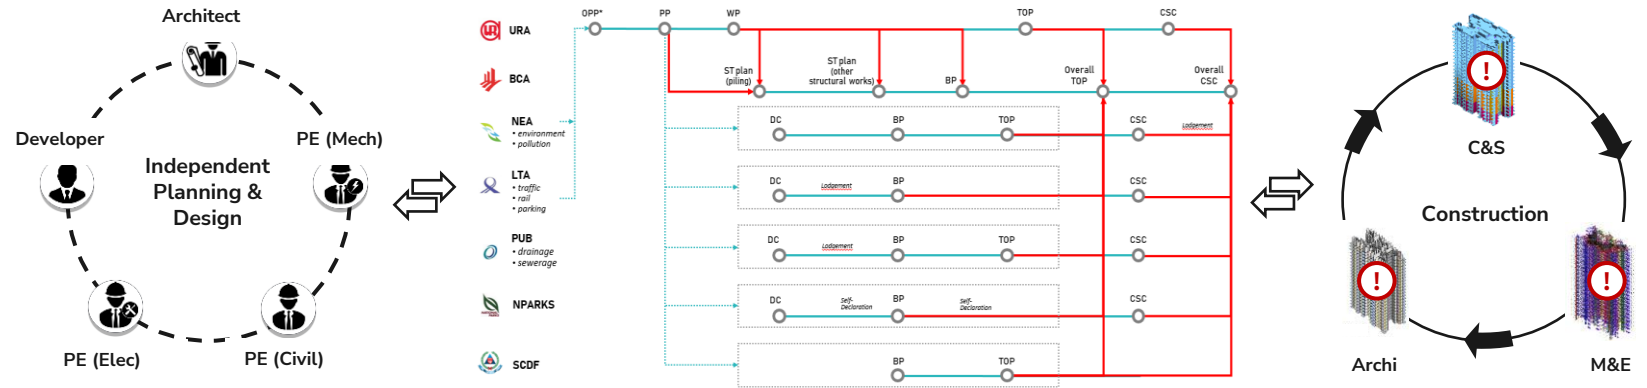 Architect
Developer
PE (Mech)
Independent
Planning &
Design
PE (Elec)
PE (Civil)
URA
BCA
NEA
• environment
• pollution
LTA
• traffic
• rail
• parking
PUB
• drainage
• sewerage
NPARKS
SCDF
OPP*
PP
WP
TOP
CSC
ST plan
(piling)
ST plan
(other
structural works)
BP
Overall
TOP
Overall
CSC
DC
BP
TOP
CSC
Lodgement
DC
Lodgement
BP
CSC
DC
Lodgement
BP
TOP
CSC
DC
Self-
Declaration
BP
Self-
Declaration
CSC
BP
TOP
!
C&S
Construction
!
Archi
!
M&E